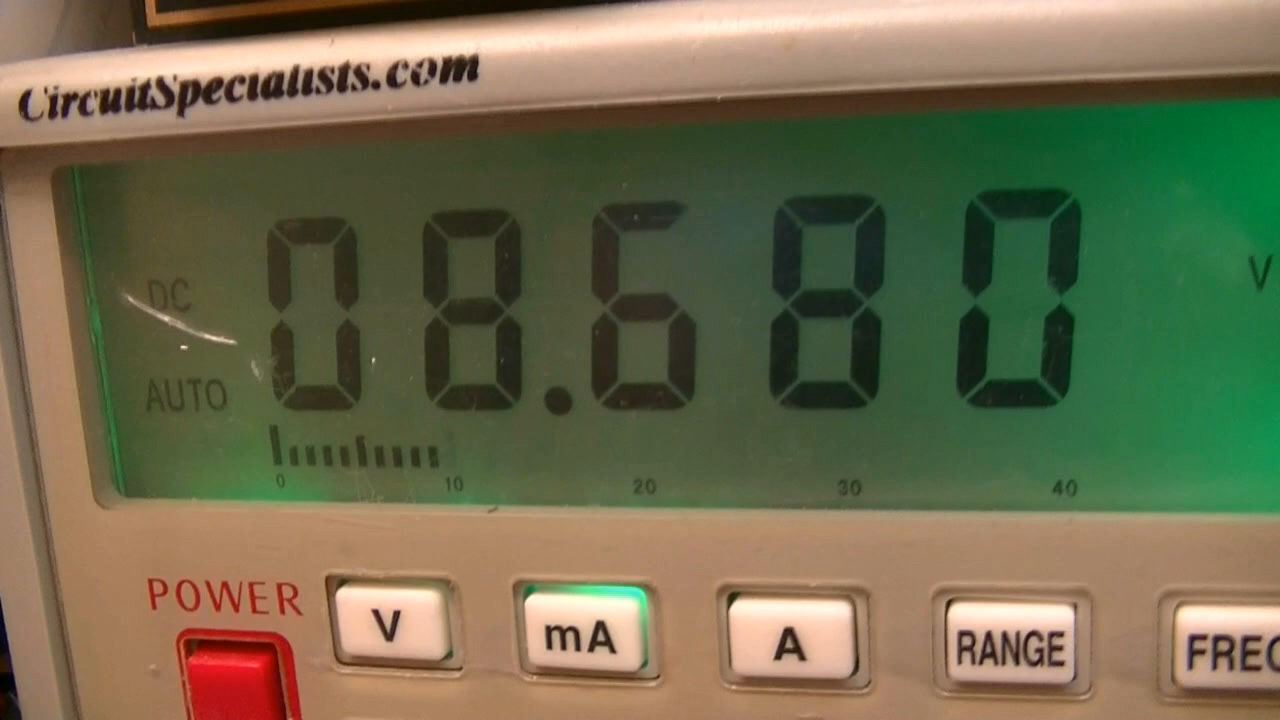 CircuitSpecialists.com
DC
AUTO
08.680
V
0 10 20 30 40
POWER
V
mA
A
RANGE